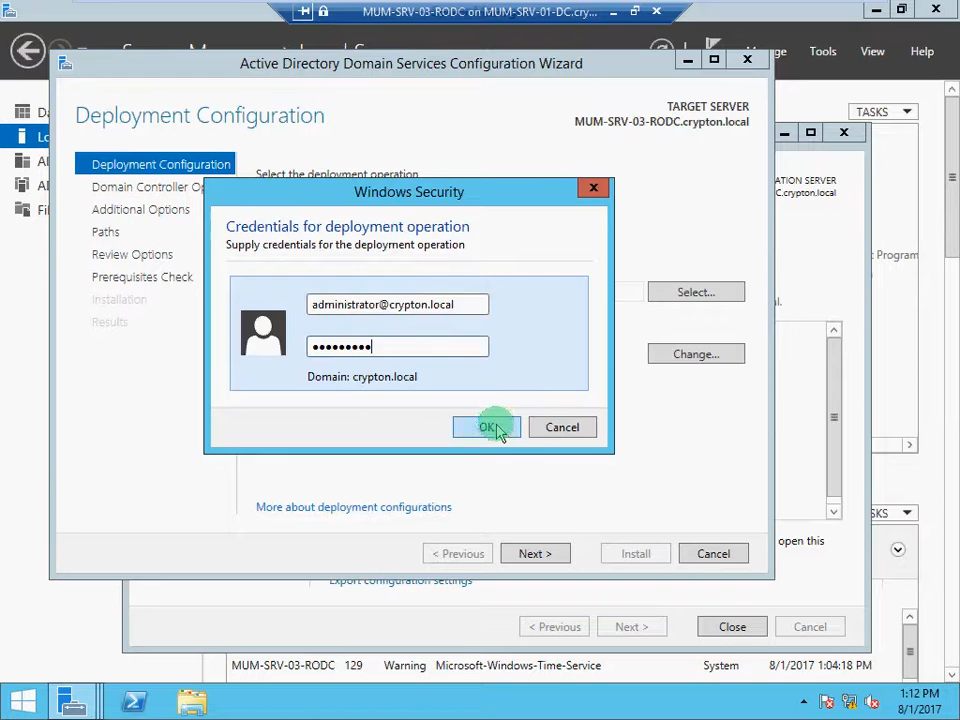 MUM-SRV-03-RODC on MUM-SRV-01-DC.cry...
Tools
View
Help
Active Directory Domain Services Configuration Wizard
TASKS
Deployment Configuration
TARGET SERVER
MUM-SRV-03-RODC.crypton.local
Deployment Configuration
Domain Controller Op
Additional Options
Paths
Review Options
Prerequisites Check
Installation
Results
Select the deployment operation
Windows Security
Credentials for deployment operation
Supply credentials for the deployment operation
administrator@crypton.local
•••••••••
Domain: crypton.local
OK
Cancel
Select...
Change...
More about deployment configurations
< Previous
Next >
Install
Cancel
ATION SERVER
C.crypton.local
t Program
al.
SKS
open this
Export configuration settings
< Previous
Next >
Close
Cancel
MUM-SRV-03-RODC 129 Warning Microsoft-Windows-Time-Service System 8/1/2017 1:04:18 PM
1:12 PM
8/1/2017